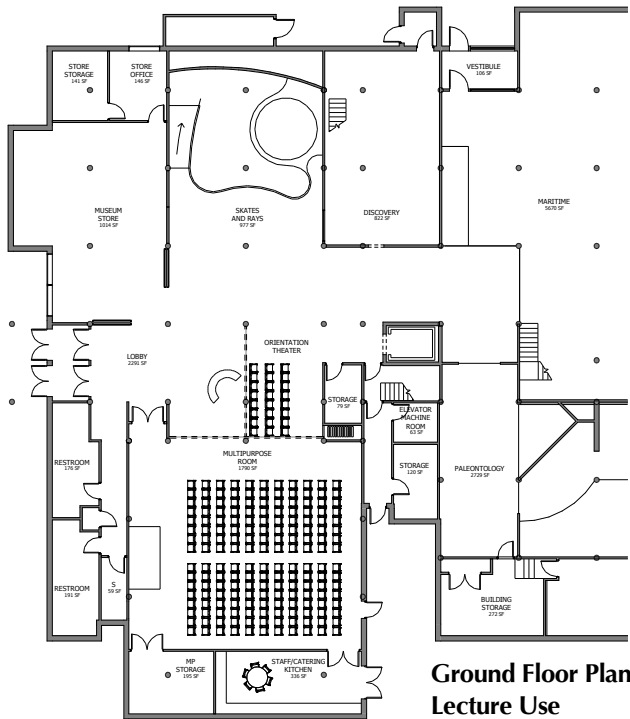 STORE
STORAGE
141 SF
STORE
OFFICE
146 SF
VESTIBULE
106 SF
MUSEUM
STORE
1014 SF
SKATES
AND RAYS
977 SF
DISCOVERY
822 SF
MARITIME
5670 SF
LOBBY
2291 SF
ORIENTATION
THEATER
STORAGE
79 SF
ELEVATOR
MACHINE
ROOM
63 SF
RESTROOM
176 SF
MULTIPURPOSE
ROOM
1790 SF
STORAGE
120 SF
PALEONTOLOGY
2729 SF
RESTROOM
191 SF
S
59 SF
BUILDING
STORAGE
272 SF
MP
STORAGE
195 SF
STAFF/CATERING
KITCHEN
336 SF
Ground Floor Plan
Lecture Use